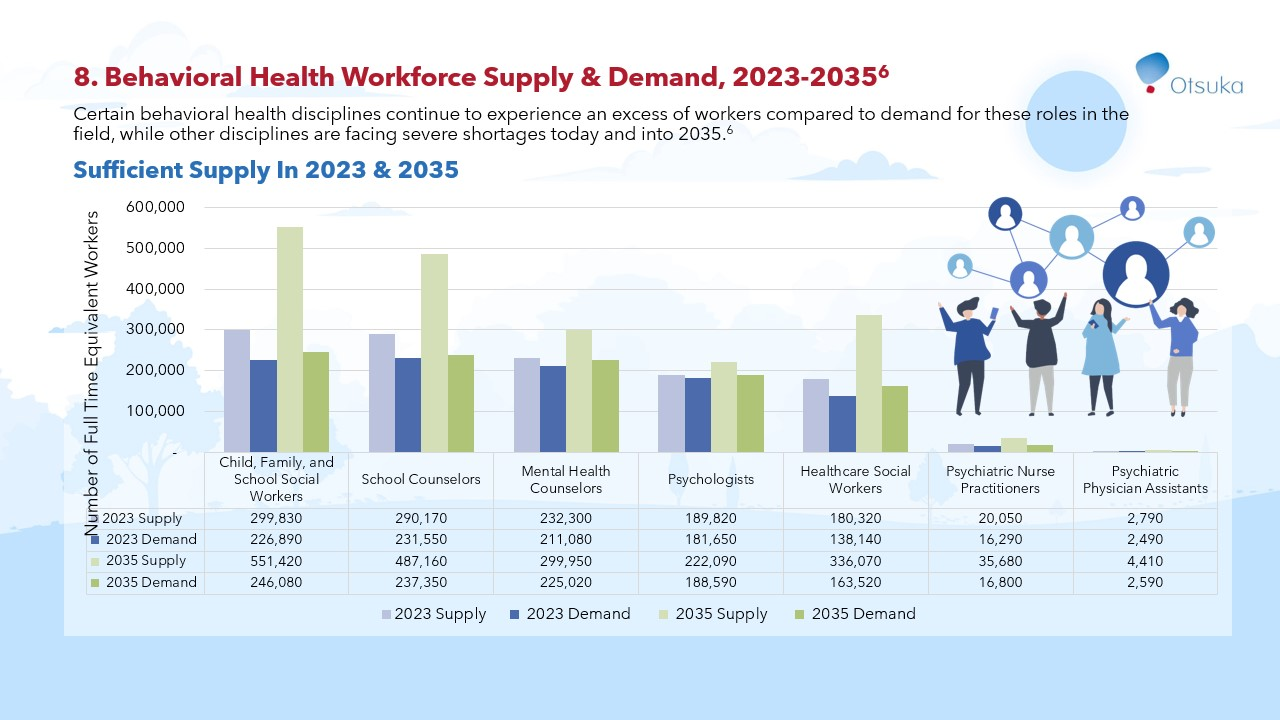 8. Behavioral Health Workforce Supply & Demand, 2023-2035⁶
Otsuka
Certain behavioral health disciplines continue to experience an excess of workers compared to demand for these roles in the
field, while other disciplines are facing severe shortages today and into 2035.⁶
Sufficient Supply In 2023 & 2035
Number of Full Time Equivalent Workers
600,000
500,000
400,000
300,000
200,000
100,000
-
Child, Family, and
School Social
Workers
School Counselors
Mental Health
Counselors
Psychologists
Healthcare Social
Workers
Psychiatric Nurse
Practitioners
Psychiatric
Physician Assistants
2023 Supply 299,830 290,170 232,300 189,820 180,320 20,050 2,790
2023 Demand 226,890 231,550 211,080 181,650 138,140 16,290 2,490
2035 Supply 551,420 487,160 299,950 222,090 336,070 35,680 4,410
2035 Demand 246,080 237,350 225,020 188,590 163,520 16,800 2,590
2023 Supply 2023 Demand 2035 Supply 2035 Demand